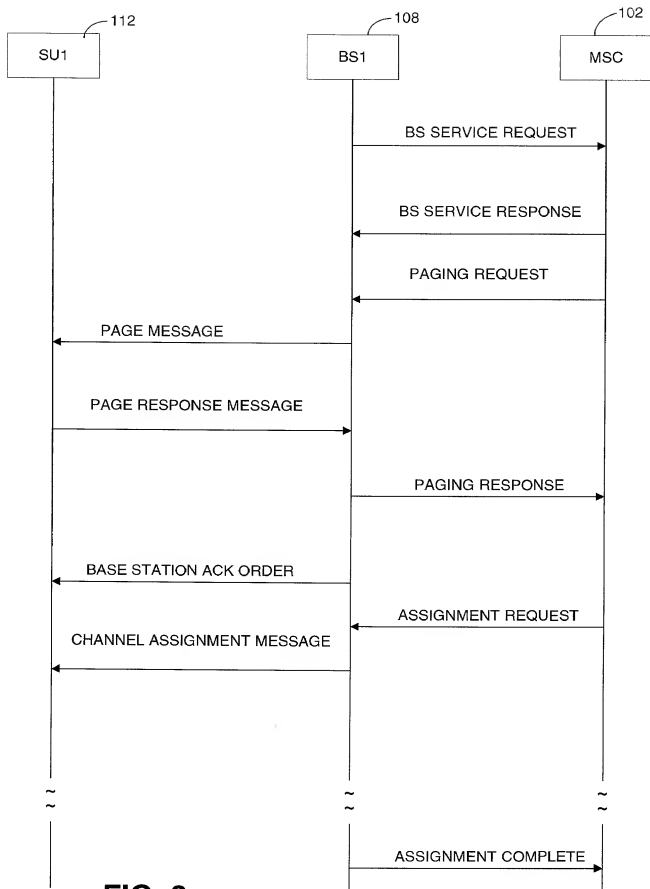 112
108
102
SU1
BS1
MSC
BS SERVICE REQUEST
BS SERVICE RESPONSE
PAGING REQUEST
PAGE MESSAGE
PAGE RESPONSE MESSAGE
PAGING RESPONSE
BASE STATION ACK ORDER
ASSIGNMENT REQUEST
CHANNEL ASSIGNMENT MESSAGE
~ ~ ~
~ ~ ~
ASSIGNMENT COMPLETE